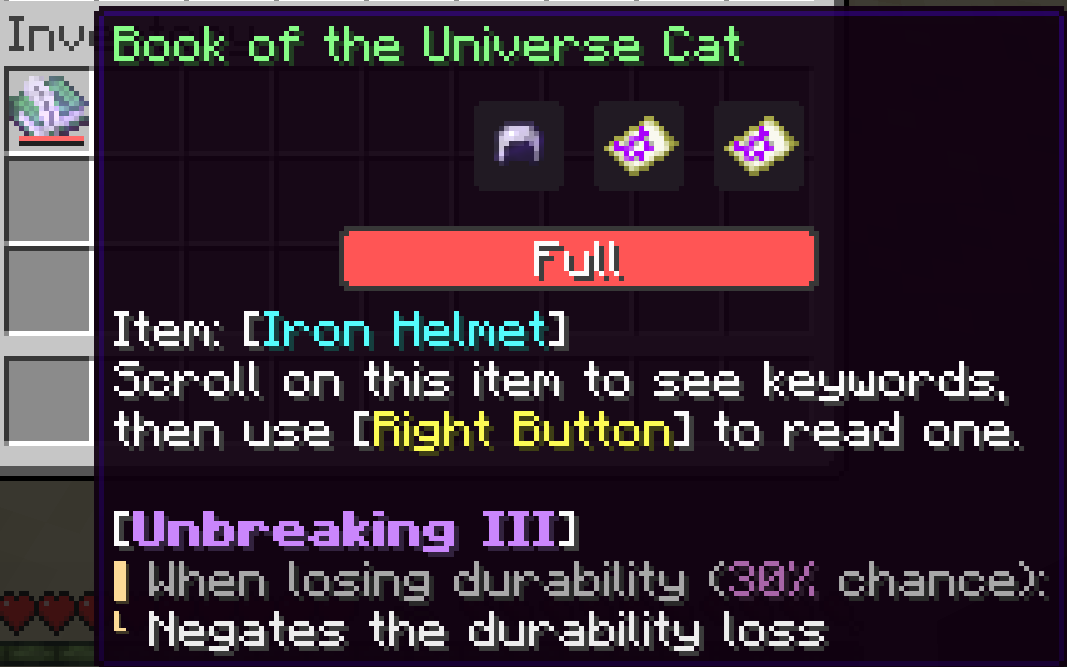 Book of the Universe Cat
Full
Item: [Iron Helmet]
Scroll on this item to see keywords,
then use [Right Button] to read one.
[Unbreaking III]
When losing durability (30% chance):
Negates the durability loss